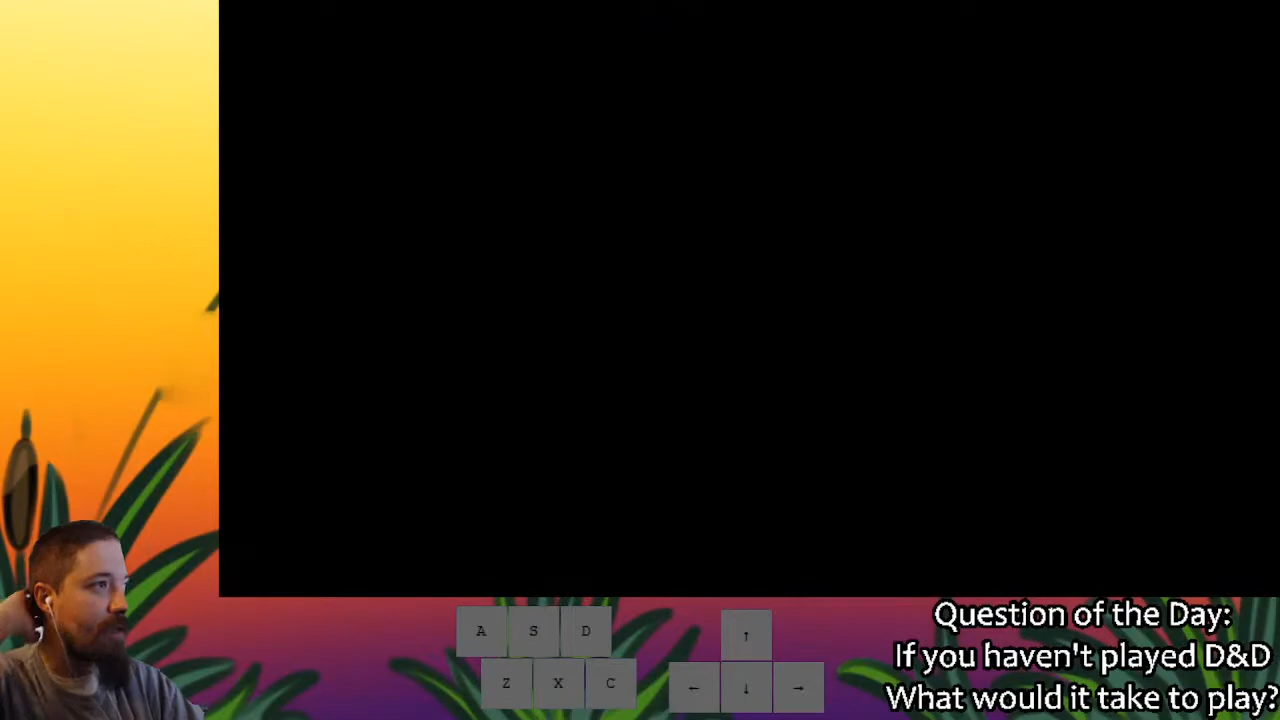 A S D
↑
Z X C
← ↓ →
Question of the Day:
If you haven't played D&D
What would it take to play?